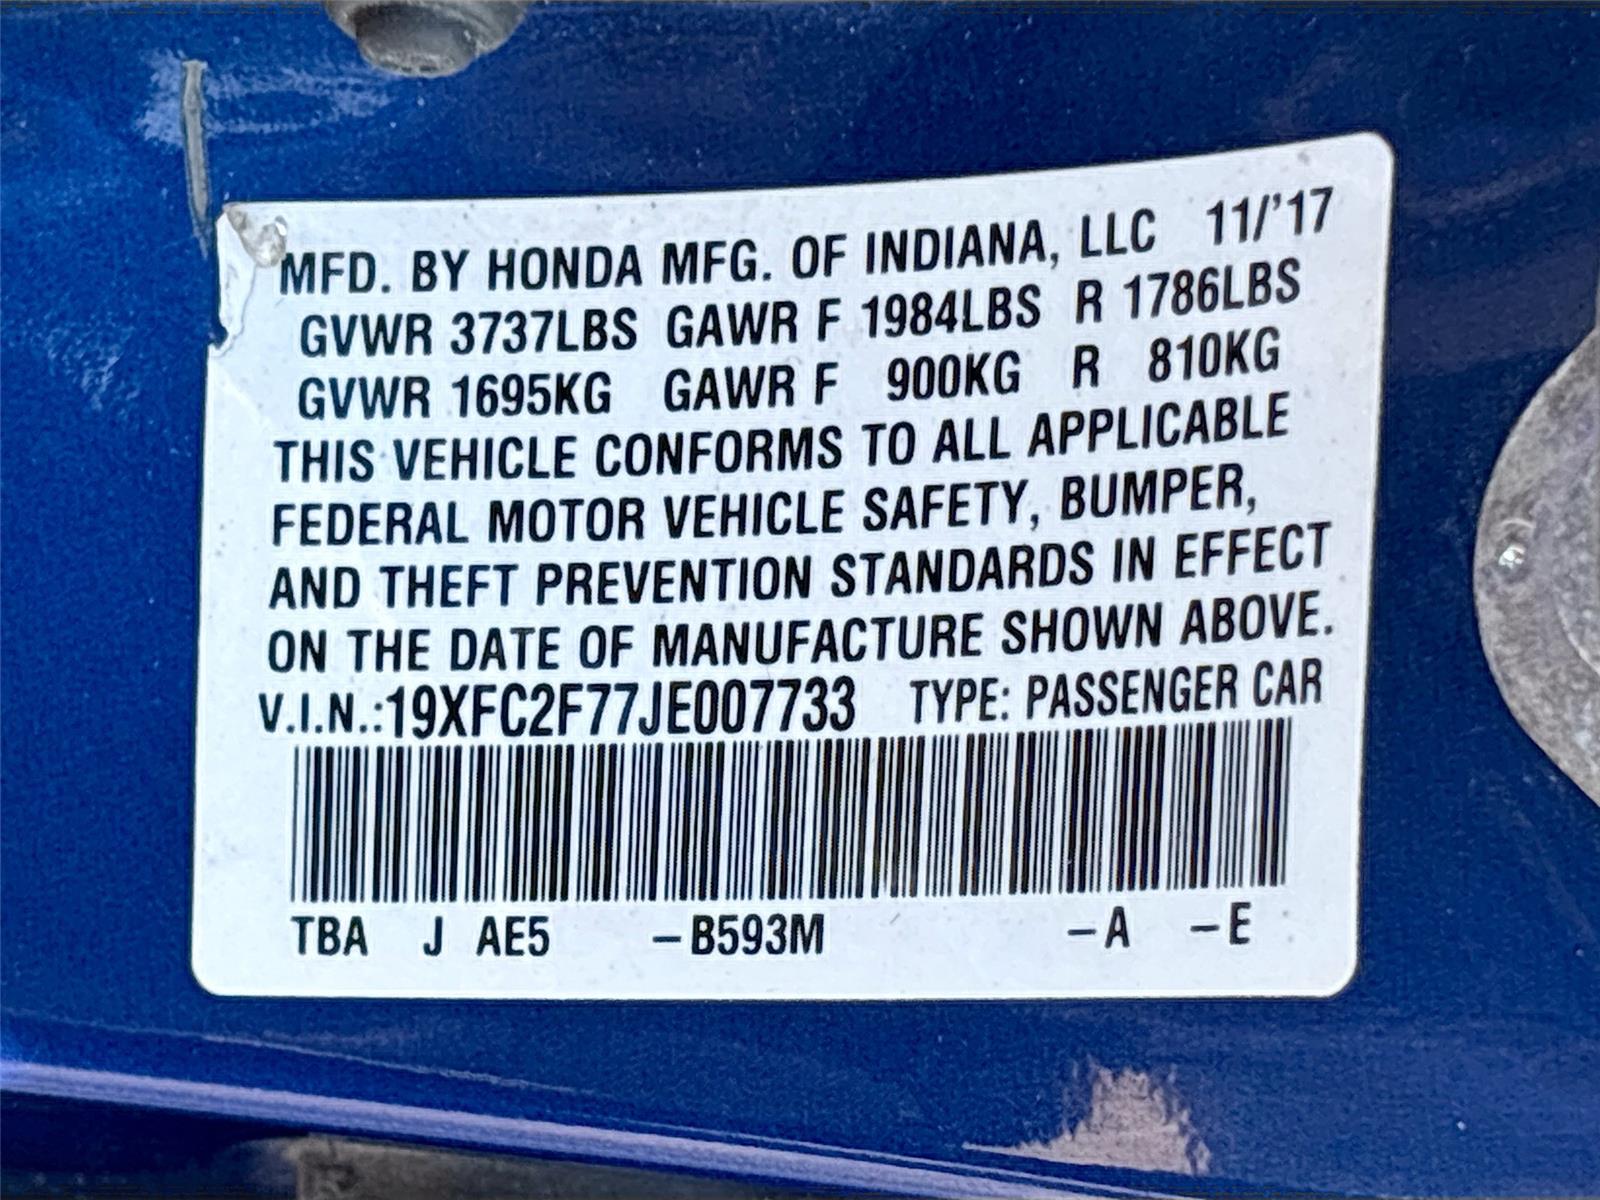 MFD. BY HONDA MFG. OF INDIANA, LLC 11/'17
GVWR 3737LBS GAWR F 1984LBS R 1786LBS
GVWR 1695KG GAWR F 900KG R 810KG
THIS VEHICLE CONFORMS TO ALL APPLICABLE
FEDERAL MOTOR VEHICLE SAFETY, BUMPER,
AND THEFT PREVENTION STANDARDS IN EFFECT
ON THE DATE OF MANUFACTURE SHOWN ABOVE.
V.I.N.:19XFC2F77JE007733 TYPE: PASSENGER CAR
TBA J AE5 –B593M –A –E